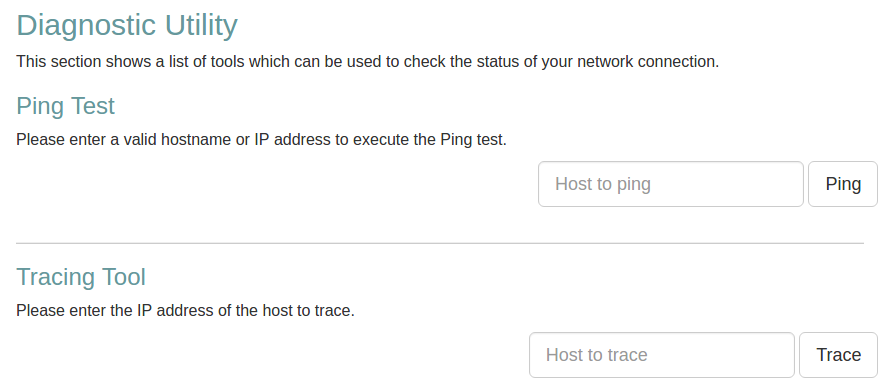 Diagnostic Utility
This section shows a list of tools which can be used to check the status of your network connection.
Ping Test
Please enter a valid hostname or IP address to execute the Ping test.
Host to ping Ping
Tracing Tool
Please enter the IP address of the host to trace.
Host to trace Trace